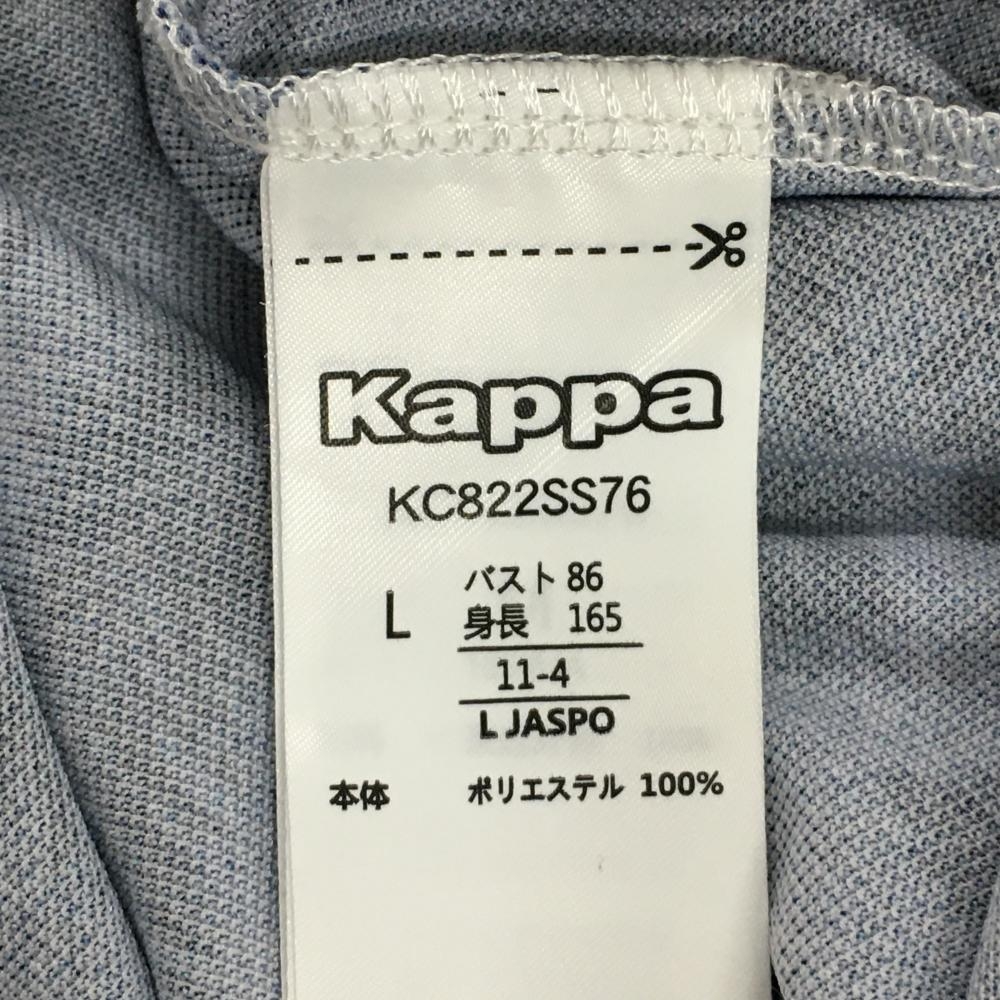 Kappa
KC822SS76
L バスト 86
身長 165
11-4
L JASPO
本体 ポリエステル 100%